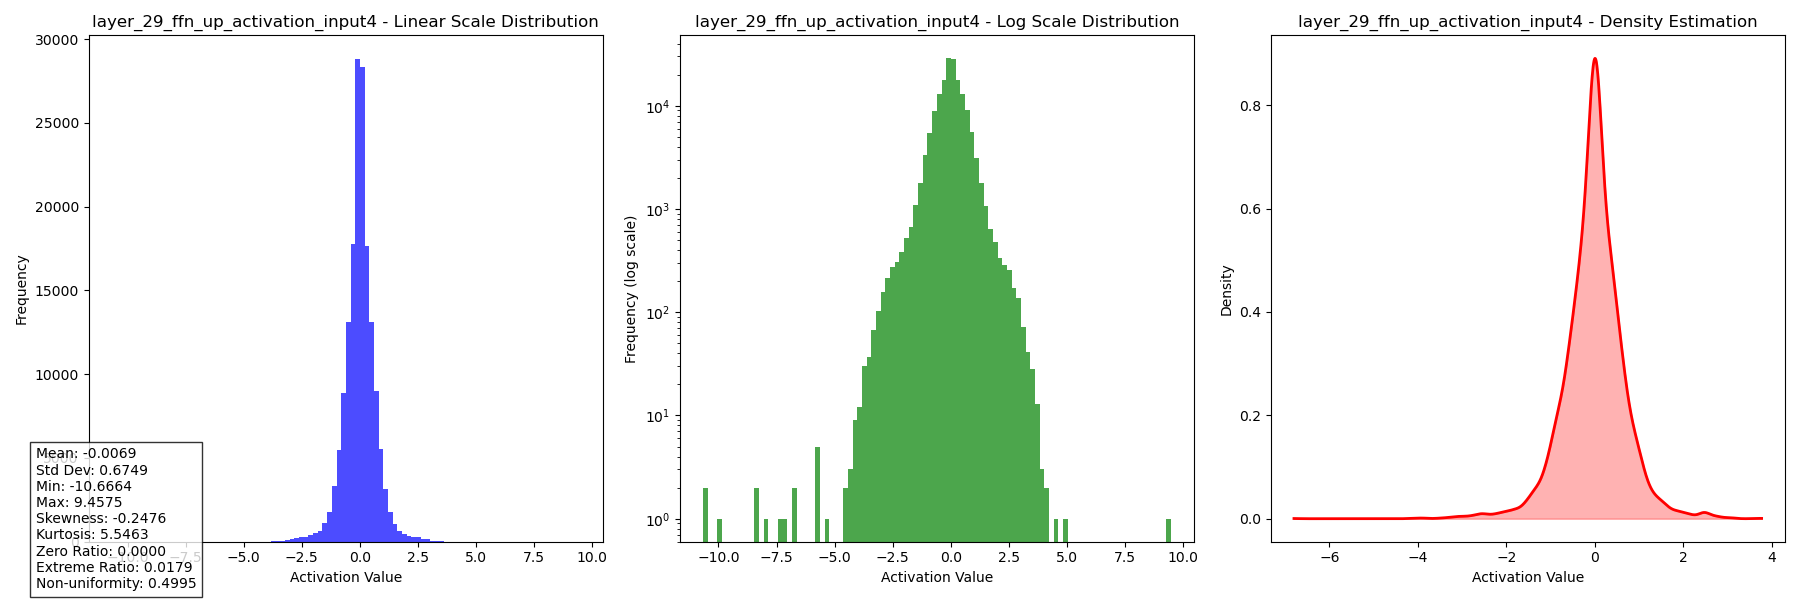 layer_29_ffn_up_activation_input4 - Linear Scale Distribution
30000
25000
20000
15000
10000
5000
0
Frequency
−10.0 −7.5 −5.0 −2.5 0.0 2.5 5.0 7.5 10.0
Activation Value
Mean: -0.0069
Std Dev: 0.6749
Min: -10.6664
Max: 9.4575
Skewness: -0.2476
Kurtosis: 5.5463
Zero Ratio: 0.0000
Extreme Ratio: 0.0179
Non-uniformity: 0.4995
layer_29_ffn_up_activation_input4 - Log Scale Distribution
10⁴
10³
10²
10¹
10⁰
Frequency (log scale)
−10.0 −7.5 −5.0 −2.5 0.0 2.5 5.0 7.5 10.0
Activation Value
layer_29_ffn_up_activation_input4 - Density Estimation
0.8
0.6
0.4
0.2
0.0
Density
−6 −4 −2 0 2 4
Activation Value